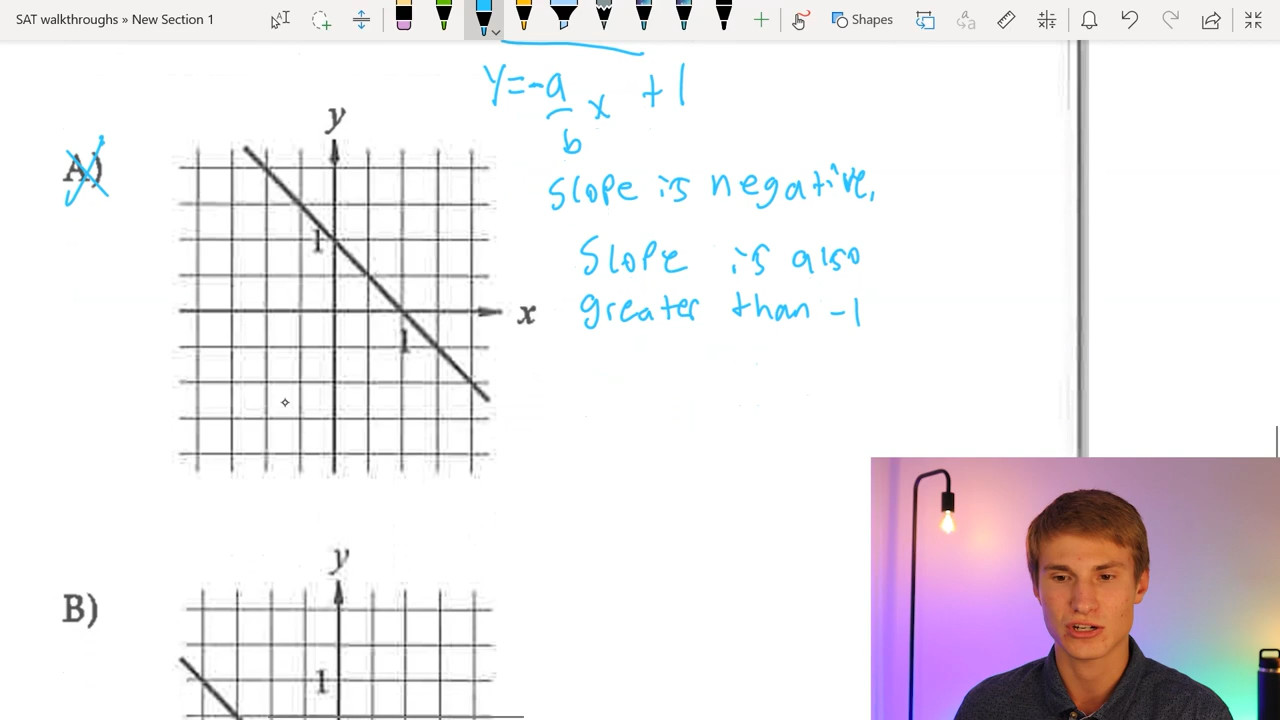 SAT walkthroughs » New Section 1
Shapes
y = -a/b x + 1
A)
y
1
x
1
Slope is negative,
Slope is also
greater than -1
B)
y
1